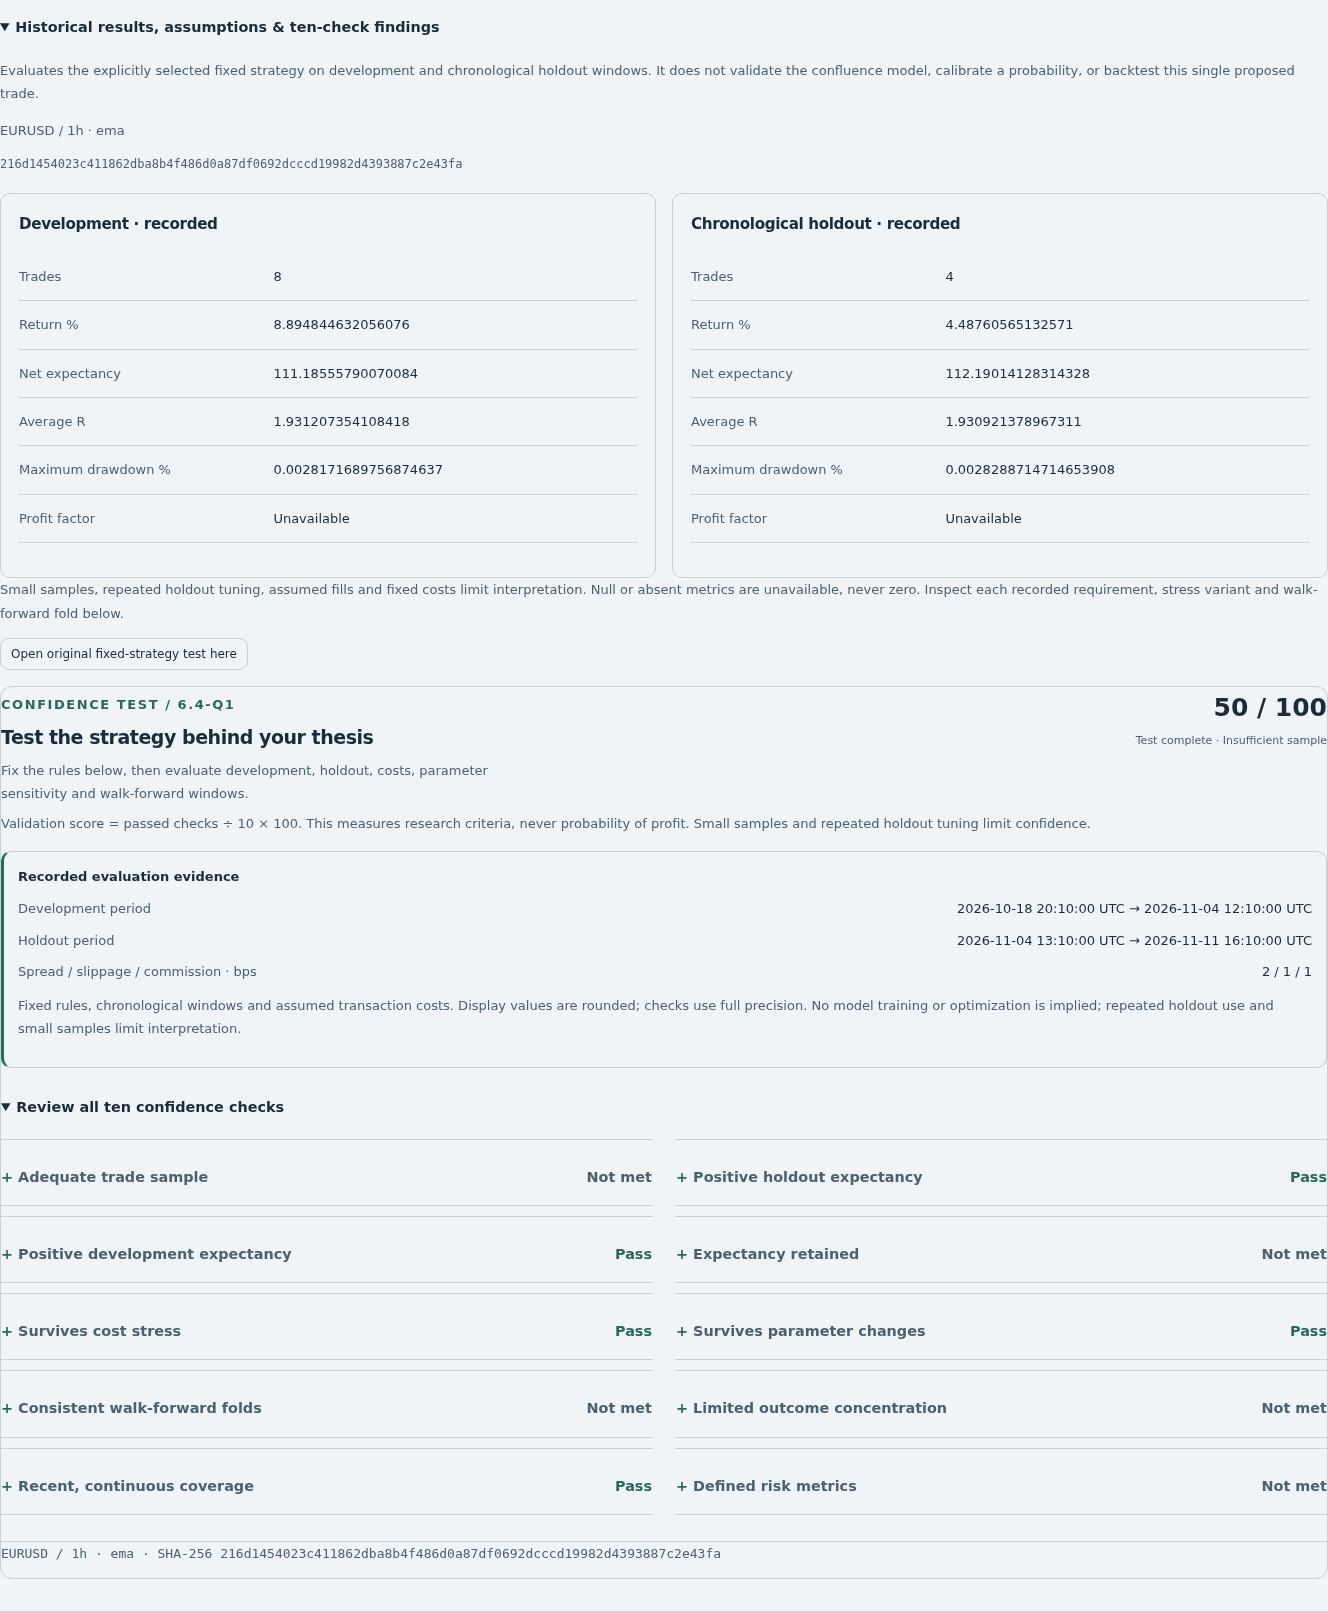 ▼ Historical results, assumptions & ten-check findings
Evaluates the explicitly selected fixed strategy on development and chronological holdout windows. It does not validate the confluence model, calibrate a probability, or backtest this single proposed
trade.
EURUSD / 1h · ema
216d1454023c411862dba8b4f486d0a87df0692dcccd19982d4393887c2e43fa
Development · recorded
Trades 8
Return % 8.894844632056076
Net expectancy 111.18555790070084
Average R 1.931207354108418
Maximum drawdown % 0.0028171689756874637
Profit factor Unavailable
Chronological holdout · recorded
Trades 4
Return % 4.48760565132571
Net expectancy 112.19014128314328
Average R 1.930921378967311
Maximum drawdown % 0.0028288714714653908
Profit factor Unavailable
Small samples, repeated holdout tuning, assumed fills and fixed costs limit interpretation. Null or absent metrics are unavailable, never zero. Inspect each recorded requirement, stress variant and walk-
forward fold below.
Open original fixed-strategy test here
CONFIDENCE TEST / 6.4-Q1
50 / 100
Test the strategy behind your thesis
Test complete · Insufficient sample
Fix the rules below, then evaluate development, holdout, costs, parameter
sensitivity and walk-forward windows.
Validation score = passed checks ÷ 10 × 100. This measures research criteria, never probability of profit. Small samples and repeated holdout tuning limit confidence.
Recorded evaluation evidence
Development period 2026-10-18 20:10:00 UTC → 2026-11-04 12:10:00 UTC
Holdout period 2026-11-04 13:10:00 UTC → 2026-11-11 16:10:00 UTC
Spread / slippage / commission · bps 2 / 1 / 1
Fixed rules, chronological windows and assumed transaction costs. Display values are rounded; checks use full precision. No model training or optimization is implied; repeated holdout use and
small samples limit interpretation.
▼ Review all ten confidence checks
+ Adequate trade sample Not met
+ Positive holdout expectancy Pass
+ Positive development expectancy Pass
+ Expectancy retained Not met
+ Survives cost stress Pass
+ Survives parameter changes Pass
+ Consistent walk-forward folds Not met
+ Limited outcome concentration Not met
+ Recent, continuous coverage Pass
+ Defined risk metrics Not met
EURUSD / 1h · ema · SHA-256 216d1454023c411862dba8b4f486d0a87df0692dcccd19982d4393887c2e43fa